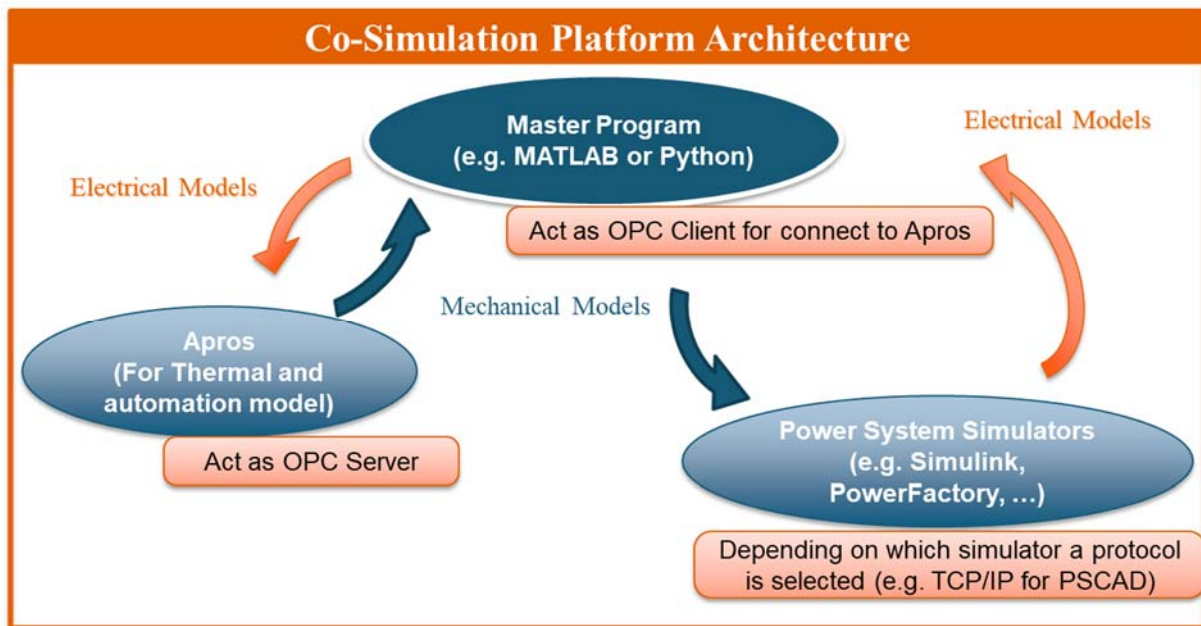 Co-Simulation Platform Architecture
Master Program
(e.g. MATLAB or Python)
Electrical Models
Electrical Models
Act as OPC Client for connect to Apros
Mechanical Models
Apros
(For Thermal and
automation model)
Act as OPC Server
Power System Simulators
(e.g. Simulink,
PowerFactory, ...)
Depending on which simulator a protocol
is selected (e.g. TCP/IP for PSCAD)